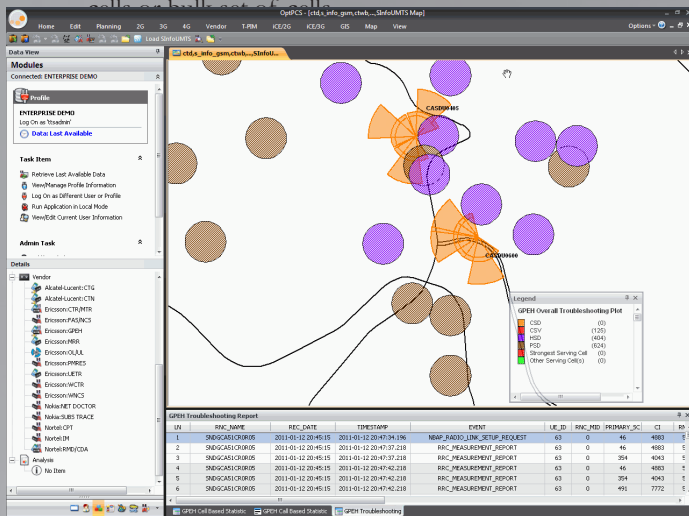 cells or bulk set of cells
OptPCS - [ctd,s_info_gsm,ctwb,...,SInfoUMTS Map]
Home Edit Planning 2G 3G 4G Vendor T-PIM iCE/2G iCE/3G GIS Map View Options
Load SInfoUMTS
Data View
ctd,s_info_gsm,ctwb,...,SInfoU...
Modules
Connected: ENTERPRISE DEMO
Profile
ENTERPRISE DEMO
Log On as 'ttsadmin'
Data: Last Available
Task Item
Retrieve Last Available Data
View/Manage Profile Information
Log On as Different User or Profile
Run Application in Local Mode
View/Edit Current User Information
Admin Task
Details
Vendor
Alcatel-Lucent:CTG
Alcatel-Lucent:CTN
Ericsson:CTR/MTR
Ericsson:FAS/NCS
Ericsson:GPEH
Ericsson:MRR
Ericsson:OL/UL
Ericsson:PMRES
Ericsson:UETR
Ericsson:WCTR
Ericsson:WNCS
Nokia:NET DOCTOR
Nokia:SUBS TRACE
Nortel:CPT
Nortel:IM
Nortel:RMD/CDA
Analysis
No Item
CASDU0405
CASDU0600
Legend
GPEH Overall Troubleshooting Plot
CSD (0)
CSV (125)
HSD (404)
PSD (624)
Strongest Serving Cell (0)
Other Serving Cell(s) (0)
GPEH Troubleshooting Report
LN RNC_NAME REC_DATE TIMESTAMP EVENT UE_ID RNC_MID PRIMARY_SC CI
1 SNDGCA51CR0R05 2011-01-12 20:45:15 2011-01-12 20:47:34.196 NBAP_RADIO_LINK_SETUP_REQUEST 63 0 46 4883
2 SNDGCA51CR0R05 2011-01-12 20:45:15 2011-01-12 20:47:37.218 RRC_MEASUREMENT_REPORT 63 0 46 4883
3 SNDGCA51CR0R05 2011-01-12 20:45:15 2011-01-12 20:47:37.218 RRC_MEASUREMENT_REPORT 63 0 354 4043
4 SNDGCA51CR0R05 2011-01-12 20:45:15 2011-01-12 20:47:42.218 RRC_MEASUREMENT_REPORT 63 0 46 4883
5 SNDGCA51CR0R05 2011-01-12 20:45:15 2011-01-12 20:47:42.218 RRC_MEASUREMENT_REPORT 63 0 354 4043
6 SNDGCA51CR0R05 2011-01-12 20:45:15 2011-01-12 20:47:42.218 RRC_MEASUREMENT_REPORT 63 0 491 7772
GPEH Cell Based Statistic GPEH Call Based Statistic GPEH Troubleshooting